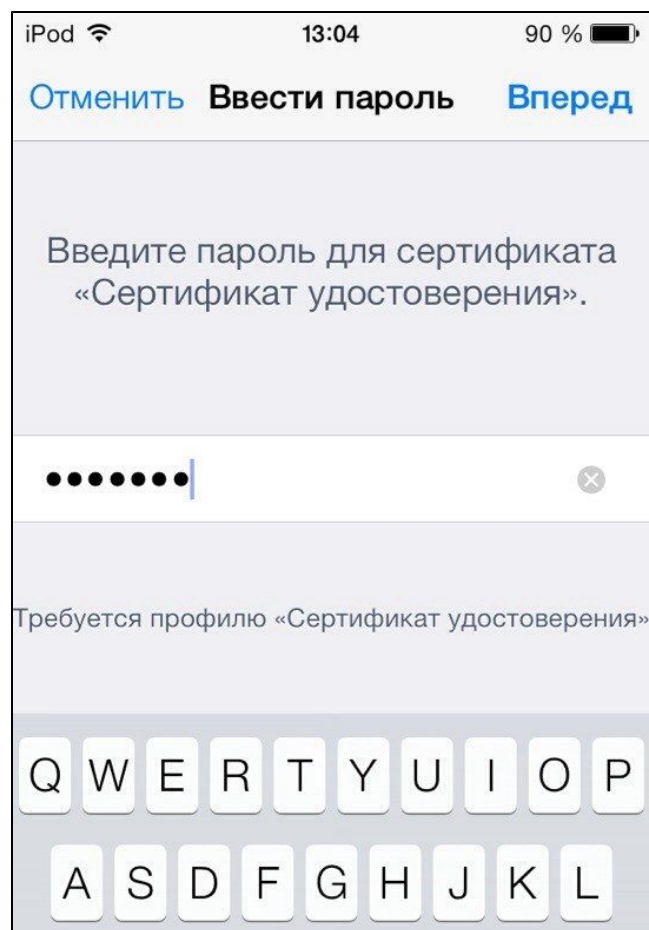 iPod 13:04 90 %
Отменить Ввести пароль Вперед
Введите пароль для сертификата
«Сертификат удостоверения».
•••••••
Требуется профилю «Сертификат удостоверения»
Q W E R T Y U I O P
A S D F G H J K L